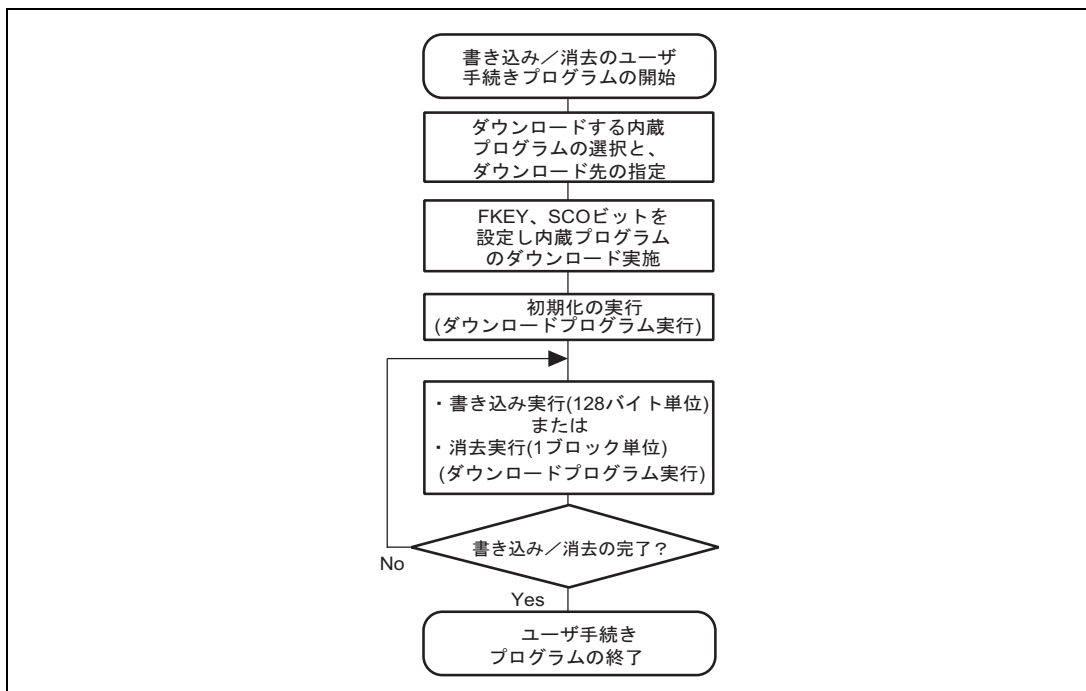 書き込み／消去のユーザ
手続きプログラムの開始
ダウンロードする内蔵
プログラムの選択と、
ダウンロード先の指定
FKEY、SCOビットを
設定し内蔵プログラム
のダウンロード実施
初期化の実行
(ダウンロードプログラム実行)
・書き込み実行(128バイト単位)
または
・消去実行(1ブロック単位)
(ダウンロードプログラム実行)
書き込み／消去の完了？
No
Yes
ユーザ手続き
プログラムの終了